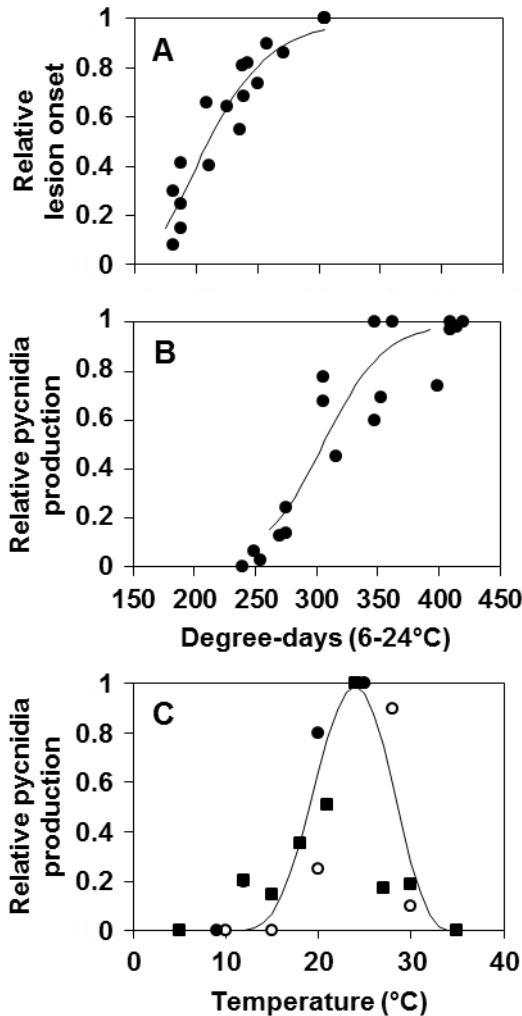 A
Relative
lesion onset
1
0.8
0.6
0.4
0.2
0
B
Relative pycnidia
production
1
0.8
0.6
0.4
0.2
0
150 200 250 300 350 400 450
Degree-days (6-24°C)
C
Relative pycnidia
production
1
0.8
0.6
0.4
0.2
0
0 10 20 30 40
Temperature (°C)